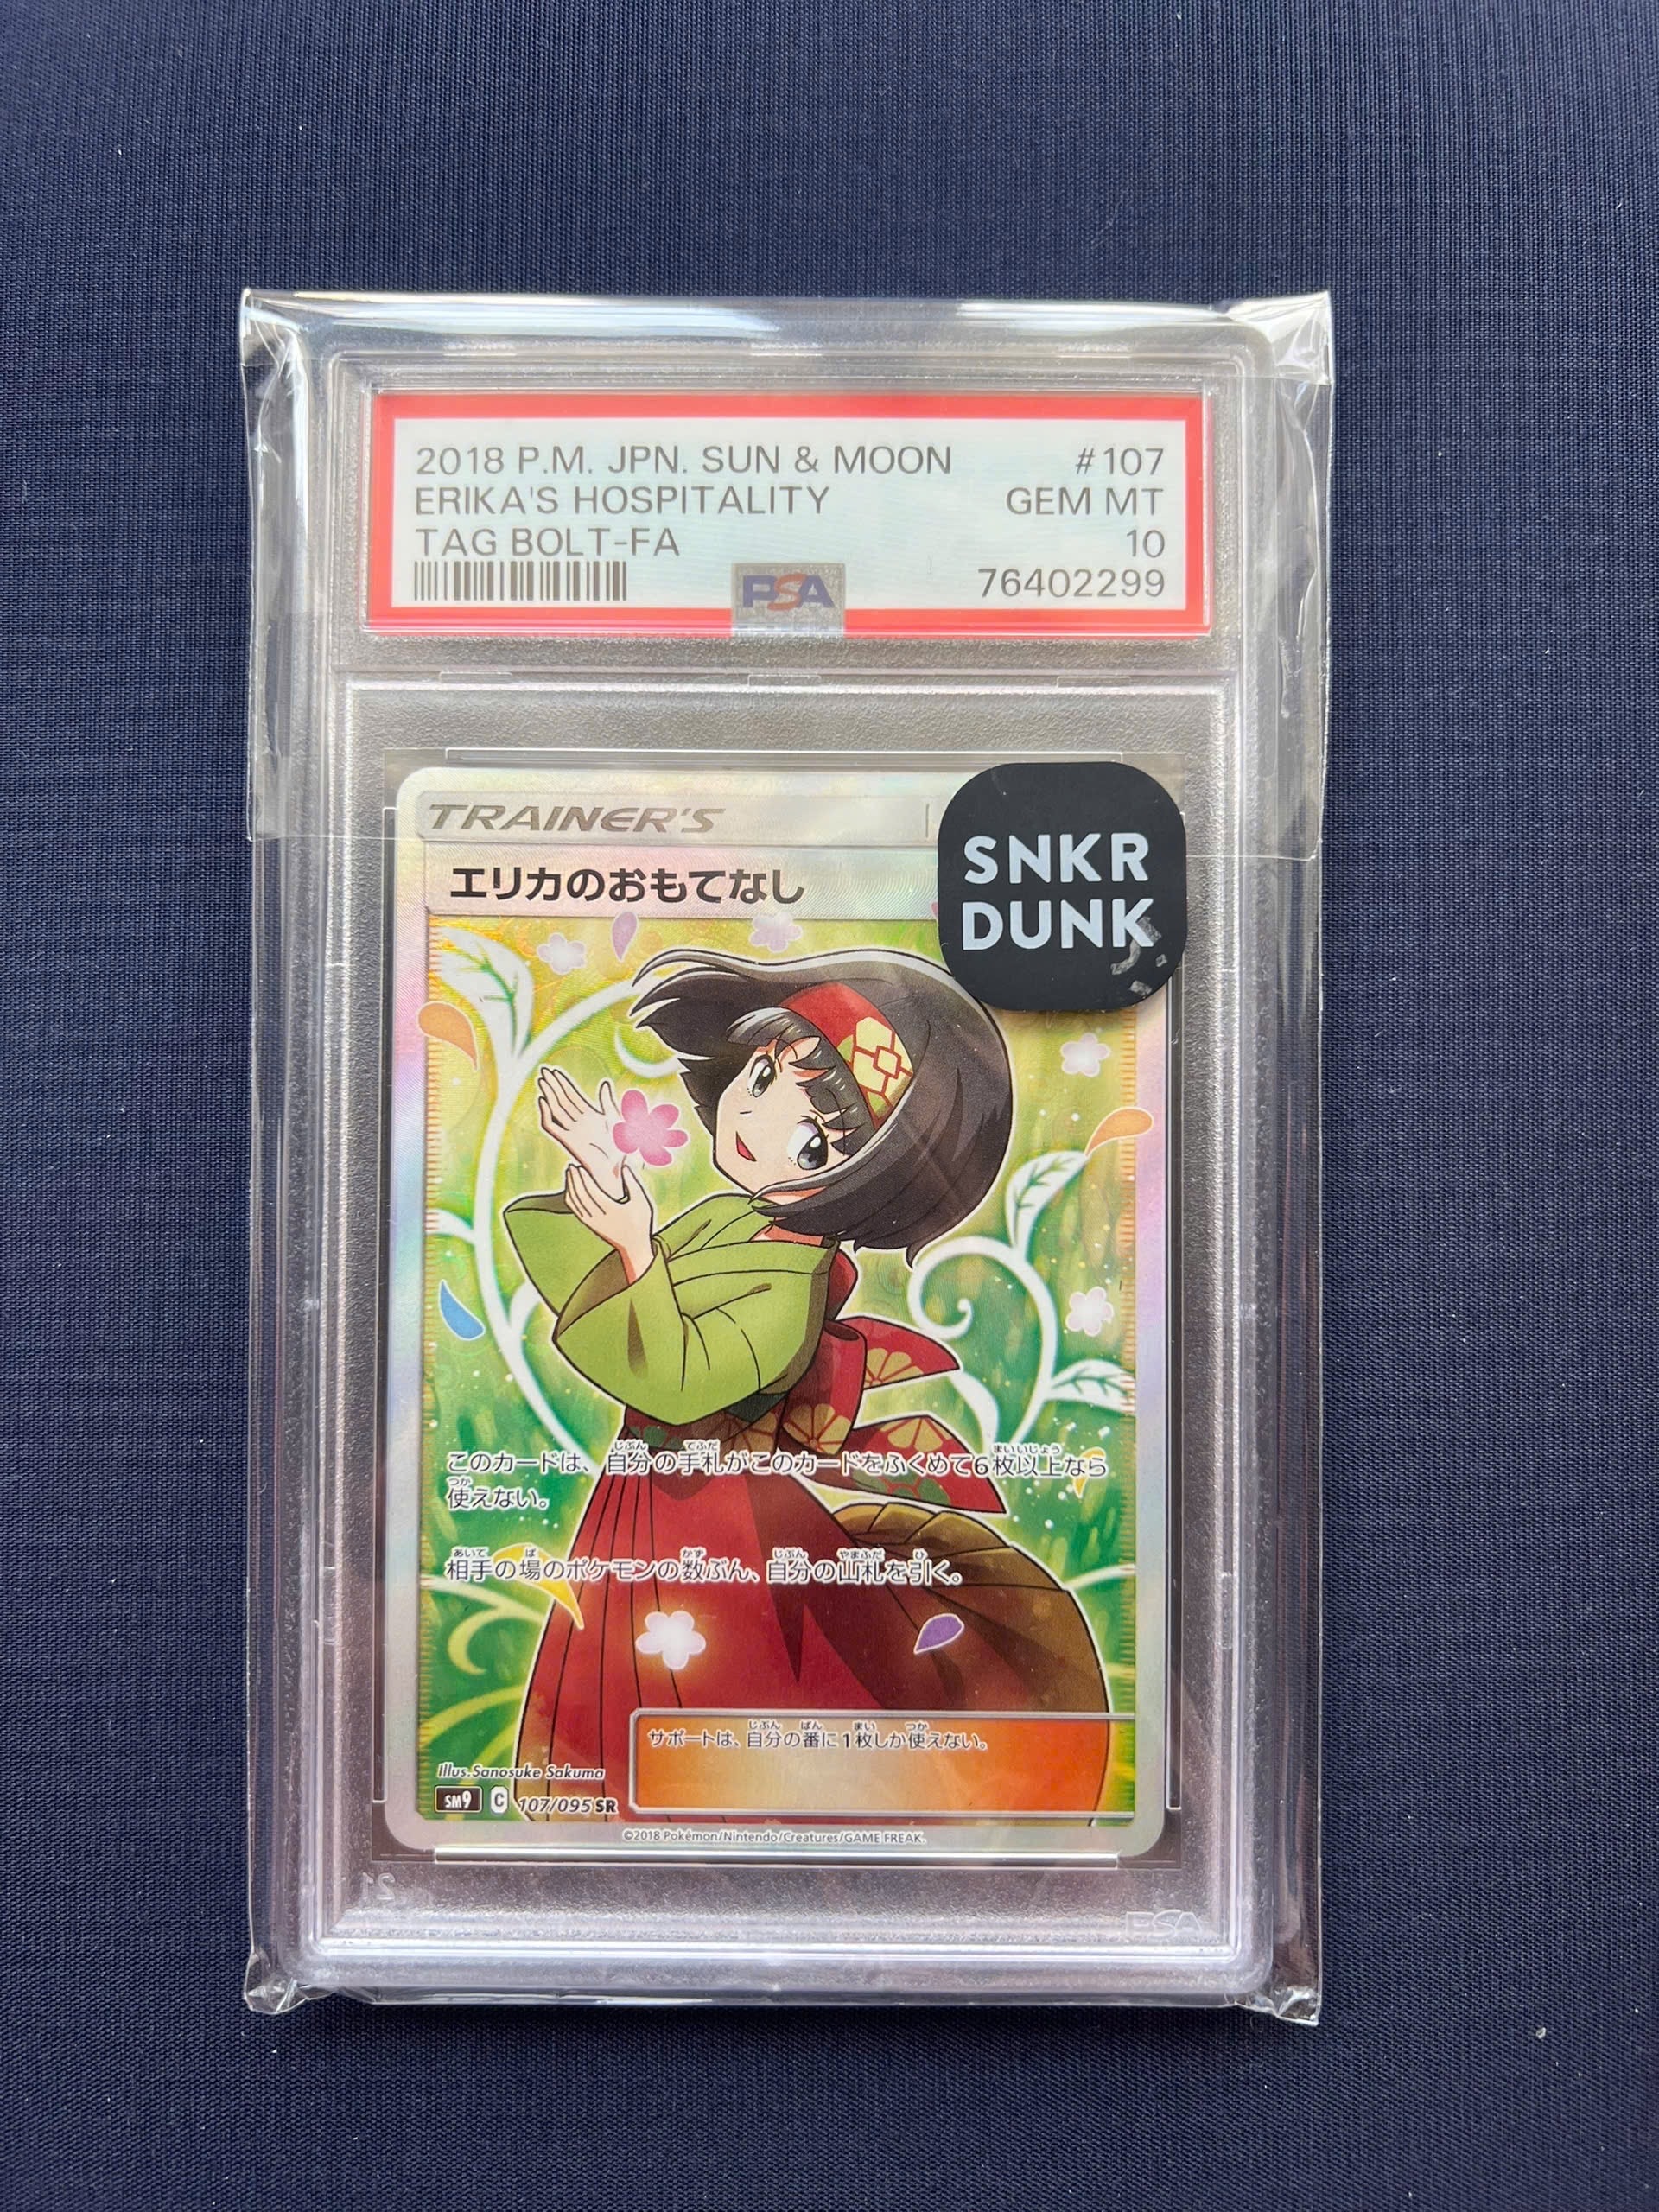 2018 P.M. JPN. SUN & MOON #107
ERIKA'S HOSPITALITY GEM MT
TAG BOLT-FA 10
PSA 76402299
TRAINER'S
エリカのおもてなし
SNKR
DUNK
このカードは、自分の手札がこのカードをふくめて6枚以上なら
使えない。
相手の場のポケモンの数ぶん、自分の山札を引く。
サポートは、自分の番に1枚しか使えない。
Illus. Sanosuke Sakuma
SM9 C 107/095 SR
©2018 Pokémon/Nintendo/Creatures/GAME FREAK.
PSA